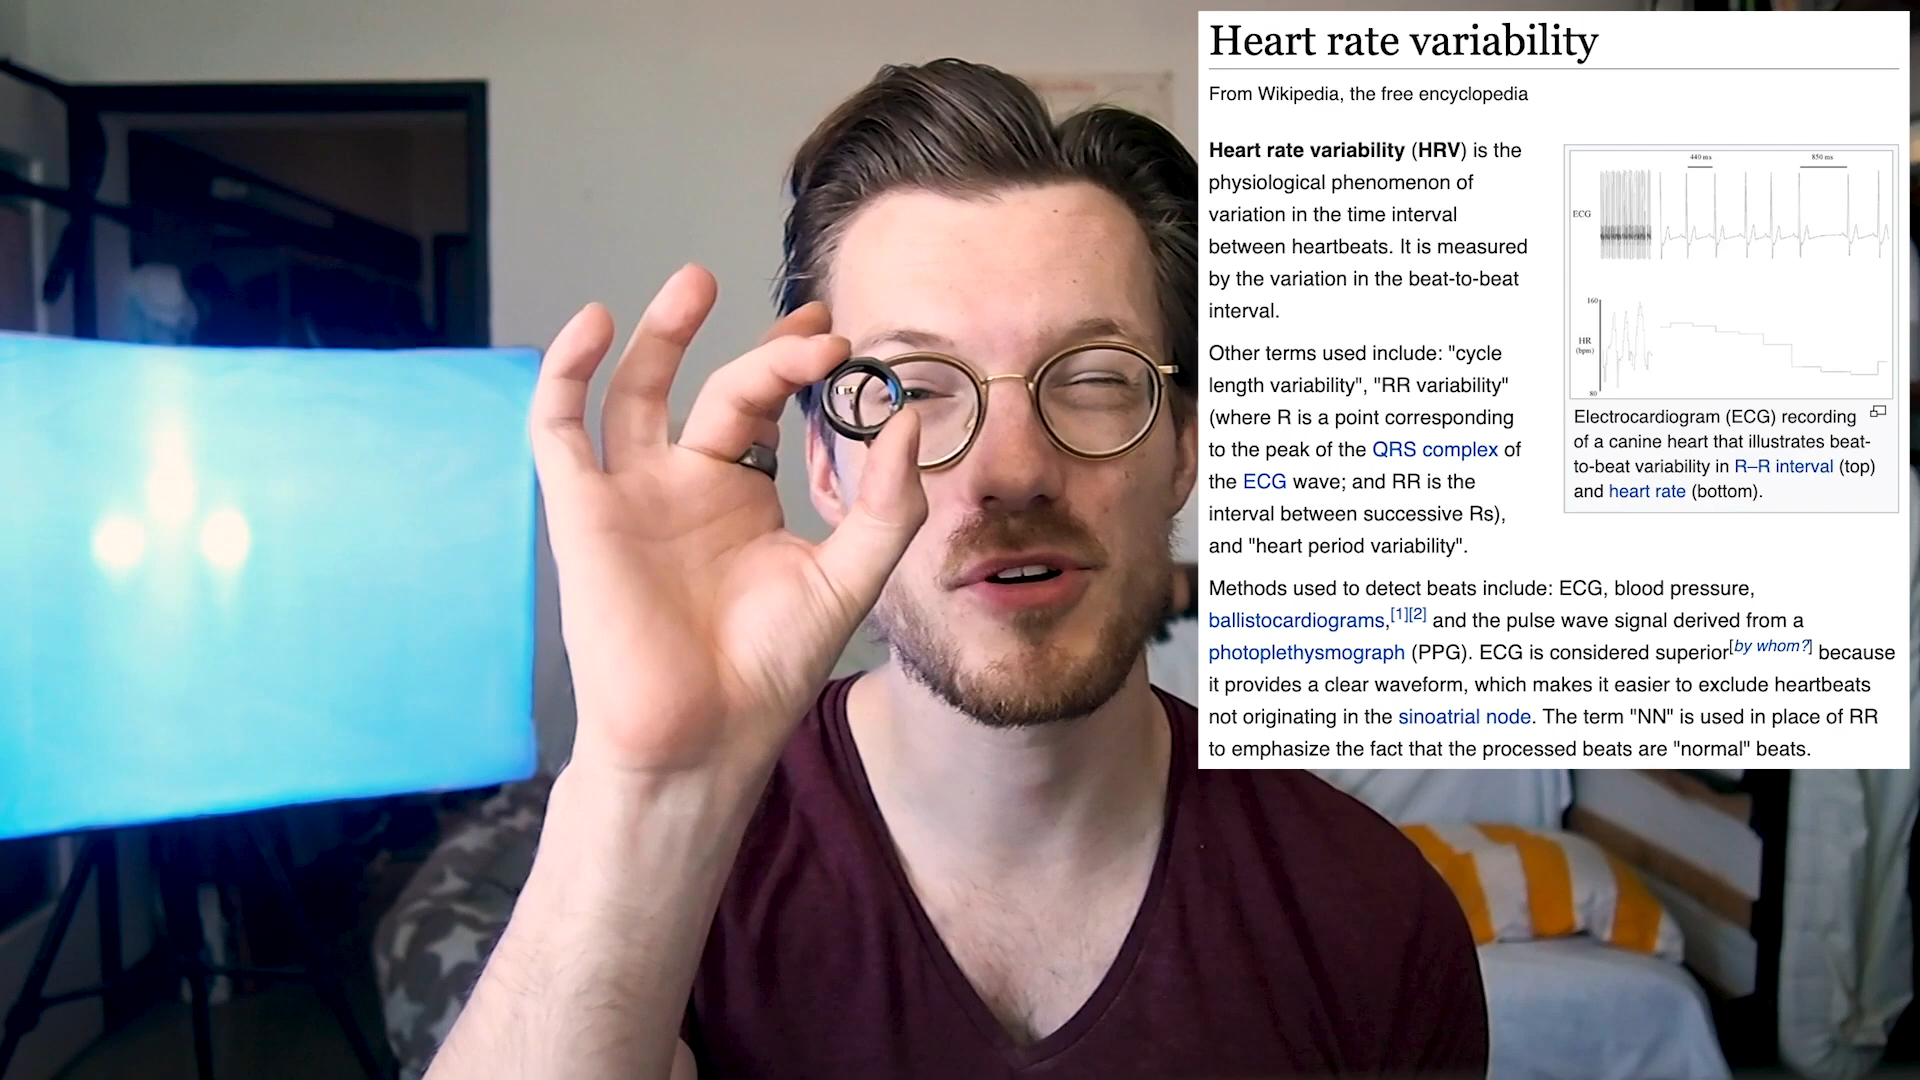 Heart rate variability
From Wikipedia, the free encyclopedia
Heart rate variability (HRV) is the
physiological phenomenon of
variation in the time interval
between heartbeats. It is measured
by the variation in the beat-to-beat
interval.
Other terms used include: "cycle
length variability", "RR variability"
(where R is a point corresponding
to the peak of the QRS complex of
the ECG wave; and RR is the
interval between successive Rs),
and "heart period variability".
440 ms
850 ms
ECG
160
HR
(bpm)
80
Electrocardiogram (ECG) recording
of a canine heart that illustrates beat-
to-beat variability in R–R interval (top)
and heart rate (bottom).
Methods used to detect beats include: ECG, blood pressure,
ballistocardiograms,[1][2] and the pulse wave signal derived from a
photoplethysmograph (PPG). ECG is considered superior[by whom?] because
it provides a clear waveform, which makes it easier to exclude heartbeats
not originating in the sinoatrial node. The term "NN" is used in place of RR
to emphasize the fact that the processed beats are "normal" beats.